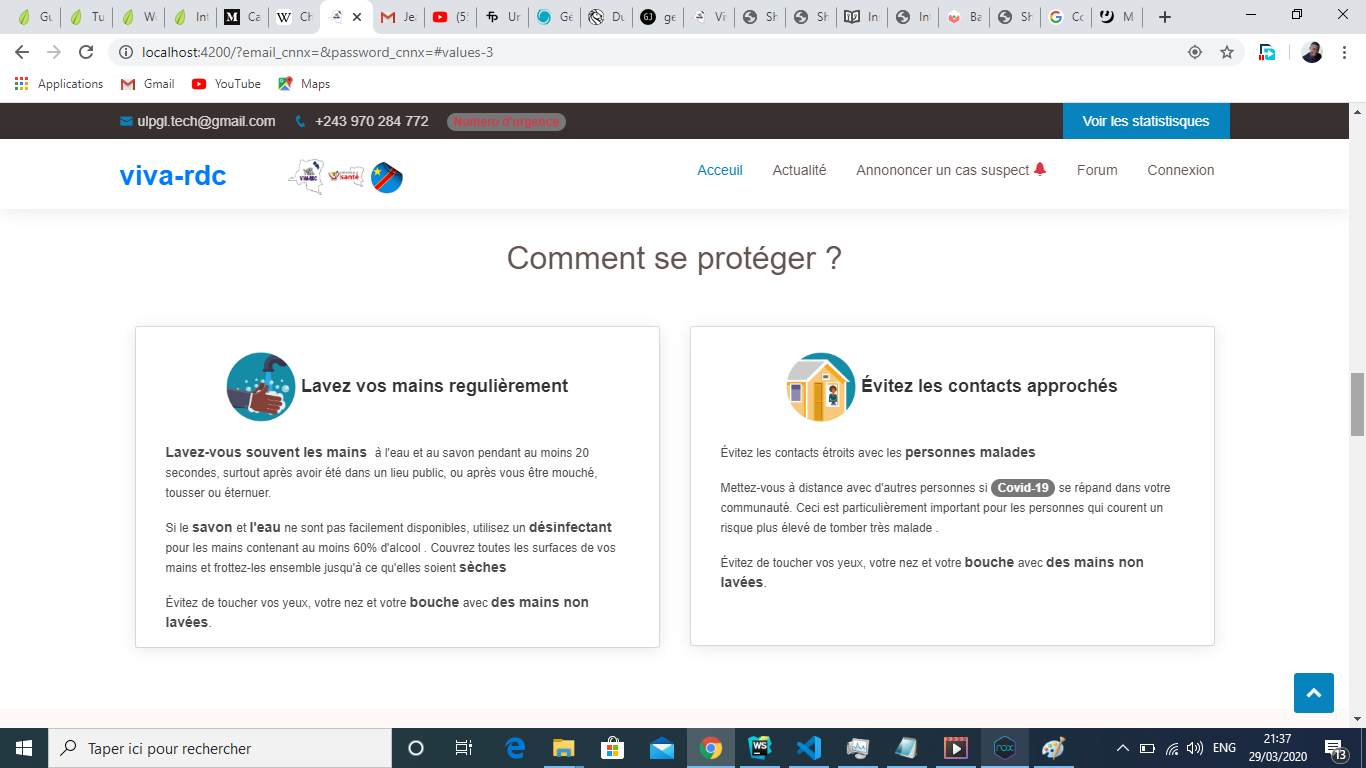 Gu
Tu
We
Int
Ca
Ch
Jea
(5
Ur
Gé
Du
ge
Vi
Sh
Sh
In
Int
Ba
Sh
Co
M
localhost:4200/?email_cnnx=&password_cnnx=#values-3
Applications
Gmail
YouTube
Maps
ulpgl.tech@gmail.com +243 970 284 772 Numero d'urgence Voir les statistisques
viva-rdc
santé
Acceuil Actualité Annononcer un cas suspect Forum Connexion
Comment se protéger ?
Lavez vos mains regulièrement
Lavez-vous souvent les mains à l'eau et au savon pendant au moins 20
secondes, surtout après avoir été dans un lieu public, ou après vous être mouché,
tousser ou éternuer.
Si le savon et l'eau ne sont pas facilement disponibles, utilisez un désinfectant
pour les mains contenant au moins 60% d'alcool . Couvrez toutes les surfaces de vos
mains et frottez-les ensemble jusqu'à ce qu'elles soient sèches
Évitez de toucher vos yeux, votre nez et votre bouche avec des mains non
lavées.
Évitez les contacts approchés
Évitez les contacts étroits avec les personnes malades
Mettez-vous à distance avec d'autres personnes si Covid-19 se répand dans votre
communauté. Ceci est particulièrement important pour les personnes qui courent un
risque plus élevé de tomber très malade .
Évitez de toucher vos yeux, votre nez et votre bouche avec des mains non
lavées.
Taper ici pour rechercher
WS
nox
ENG
21:37
29/03/2020
13